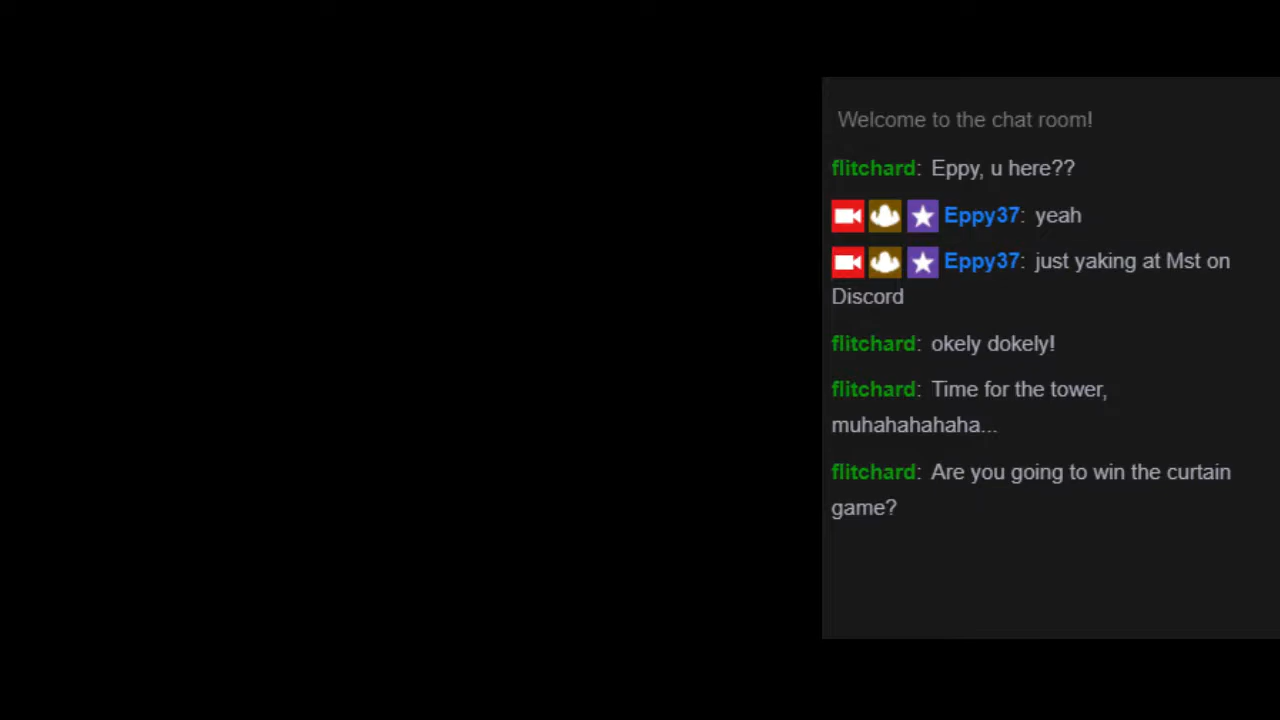 Welcome to the chat room!
flitchard: Eppy, u here??
Eppy37: yeah
Eppy37: just yaking at Mst on
Discord
flitchard: okely dokely!
flitchard: Time for the tower,
muhahahahaha...
flitchard: Are you going to win the curtain
game?